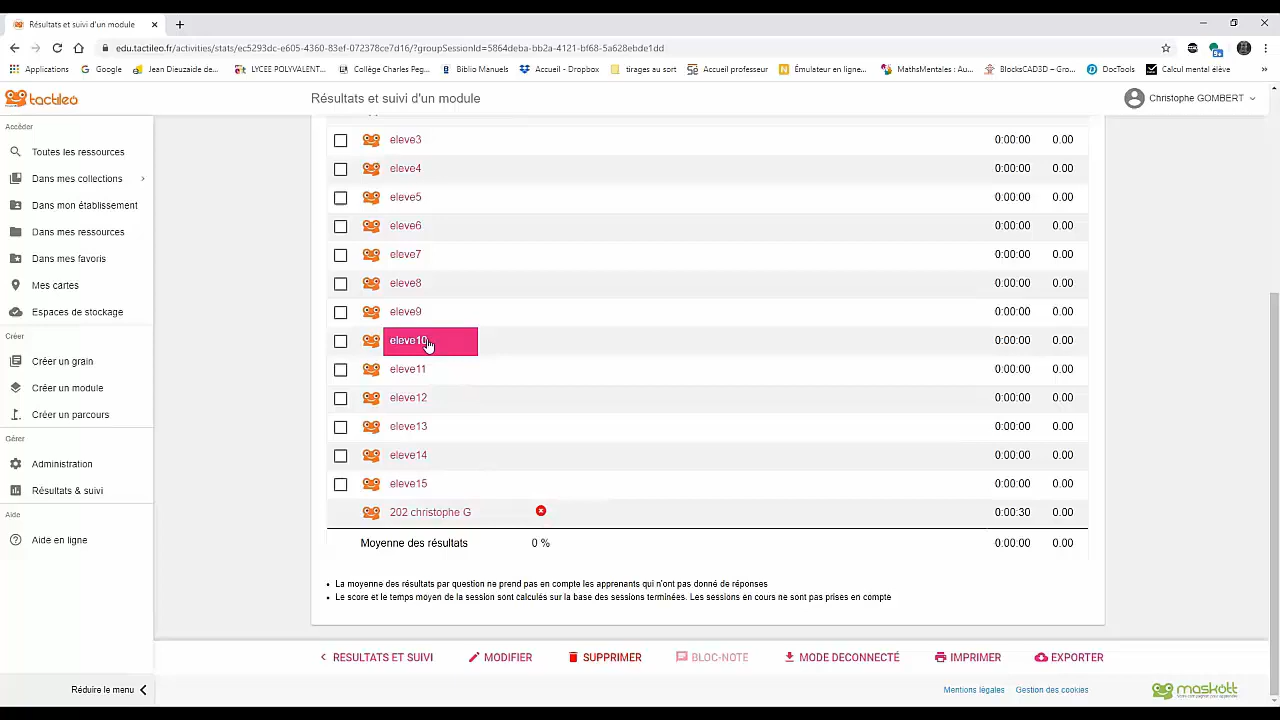 Résultats et suivi d'un module
edu.tactileo.fr/activities/stats/ec5293dc-e605-4360-83ef-072378ce7d16/?groupSessionId=5864deba-bb2a-4121-bf68-5a628ebde1dd
Applications Google Jean Dieuzaide de... LYCEE POLYVALENT... Collège Charles Peg... Biblio Manuels Accueil - Dropbox tirages au sort Accueil professeur Émulateur en ligne... MathsMentales : Au... BlocksCAD3D – Gro... DocTools Calcul mental élève »
tactileo Résultats et suivi d'un module Christophe GOMBERT
Accéder
Toutes les ressources
Dans mes collections
Dans mon établissement
Dans mes ressources
Dans mes favoris
Mes cartes
Espaces de stockage
Créer
Créer un grain
Créer un module
Créer un parcours
Gérer
Administration
Résultats & suivi
Aide
Aide en ligne
Réduire le menu
eleve3 0:00:00 0.00
eleve4 0:00:00 0.00
eleve5 0:00:00 0.00
eleve6 0:00:00 0.00
eleve7 0:00:00 0.00
eleve8 0:00:00 0.00
eleve9 0:00:00 0.00
eleve10 0:00:00 0.00
eleve11 0:00:00 0.00
eleve12 0:00:00 0.00
eleve13 0:00:00 0.00
eleve14 0:00:00 0.00
eleve15 0:00:00 0.00
202 christophe G 0:00:30 0.00
Moyenne des résultats 0 % 0:00:00 0.00
• La moyenne des résultats par question ne prend pas en compte les apprenants qui n'ont pas donné de réponses
• Le score et le temps moyen de la session sont calculés sur la base des sessions terminées. Les sessions en cours ne sont pas prises en compte
RESULTATS ET SUIVI MODIFIER SUPPRIMER BLOC-NOTE MODE DECONNECTÉ IMPRIMER EXPORTER
Mentions légales Gestion des cookies maskott